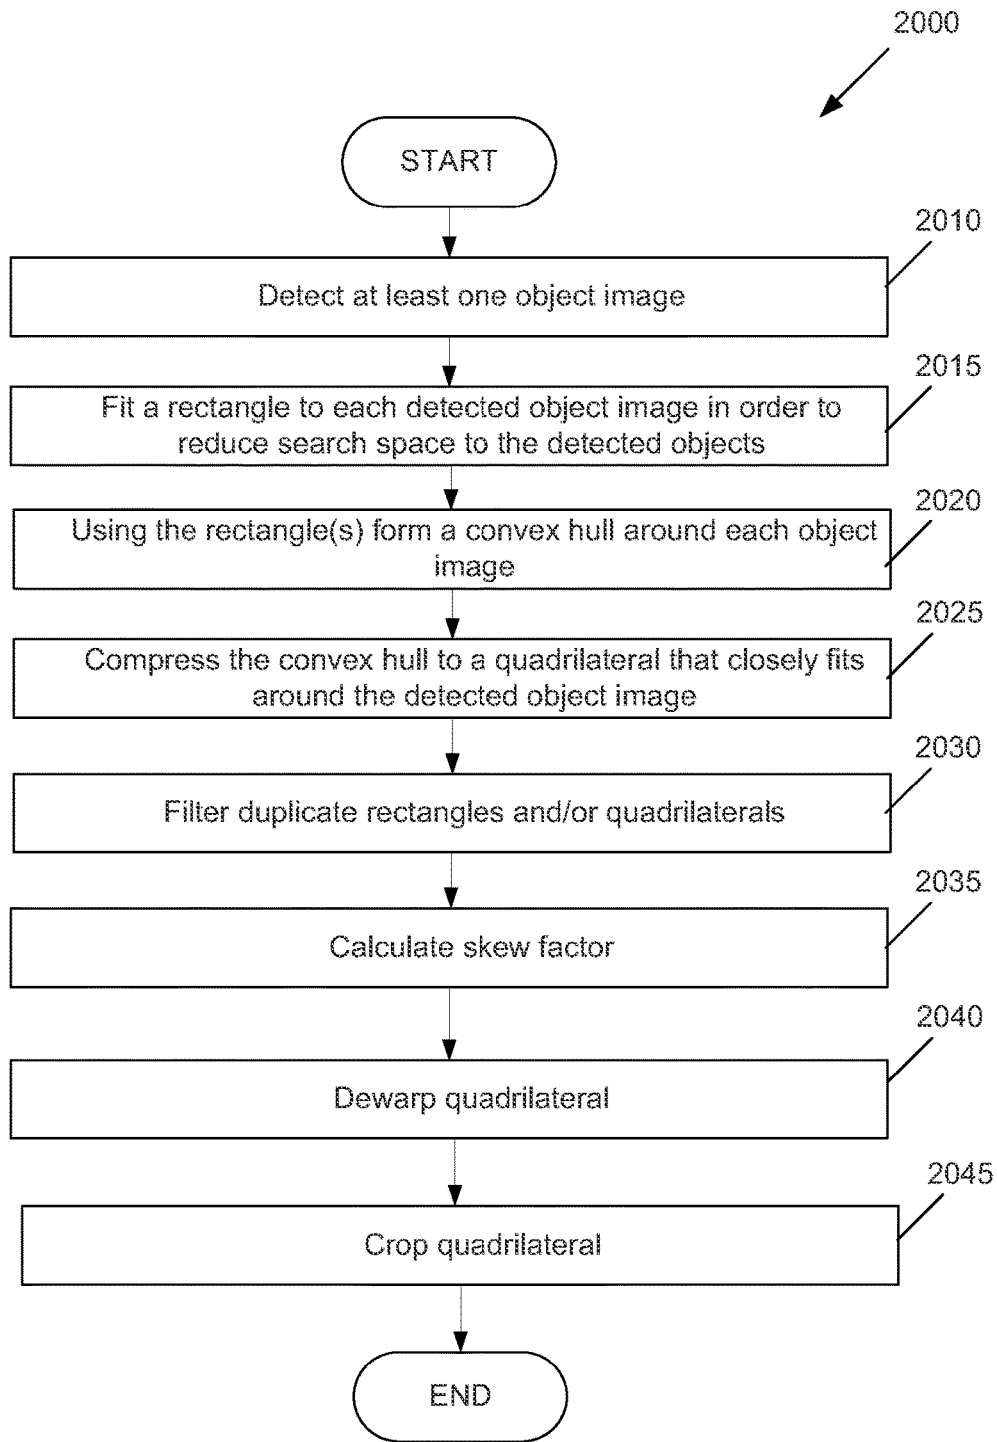 2000
START
2010
Detect at least one object image
2015
Fit a rectangle to each detected object image in order to
reduce search space to the detected objects
2020
Using the rectangle(s) form a convex hull around each object
image
2025
Compress the convex hull to a quadrilateral that closely fits
around the detected object image
2030
Filter duplicate rectangles and/or quadrilaterals
2035
Calculate skew factor
2040
Dewarp quadrilateral
2045
Crop quadrilateral
END